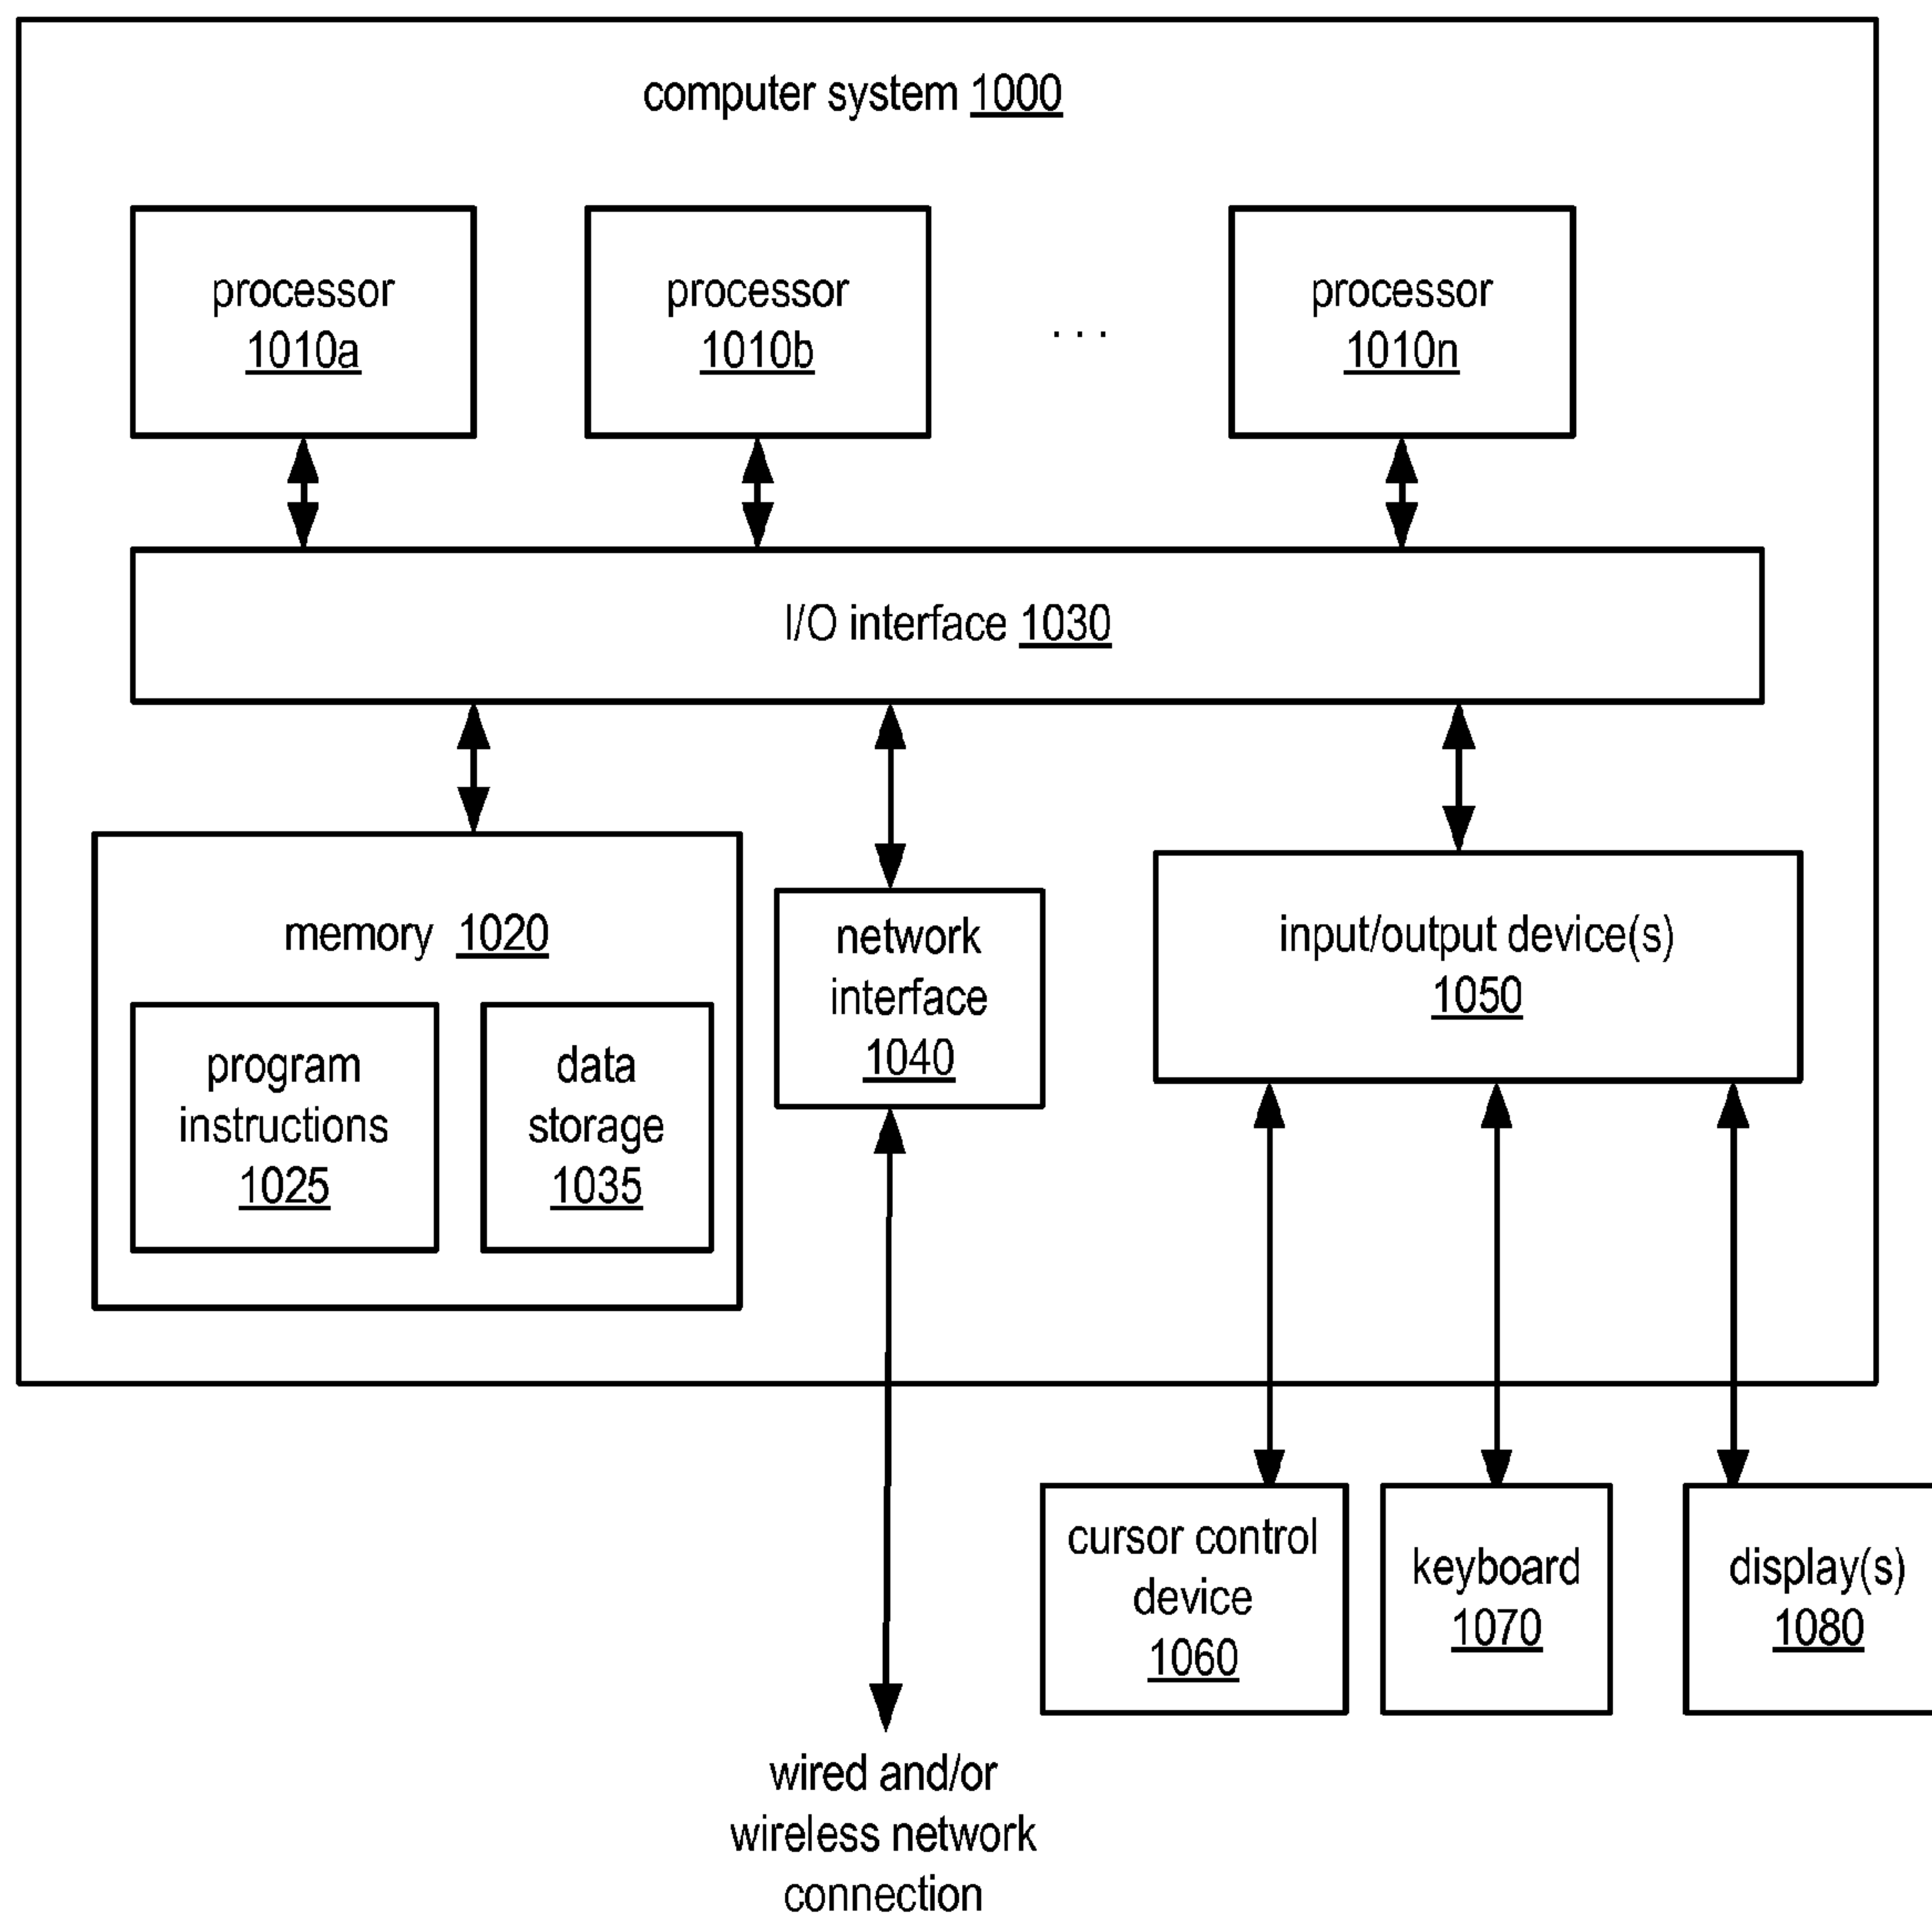 computer system 1000
processor
1010a
processor
1010b
. . .
processor
1010n
I/O interface 1030
memory 1020
program
instructions
1025
data
storage
1035
network
interface
1040
input/output device(s)
1050
cursor control
device
1060
keyboard
1070
display(s)
1080
wired and/or
wireless network
connection